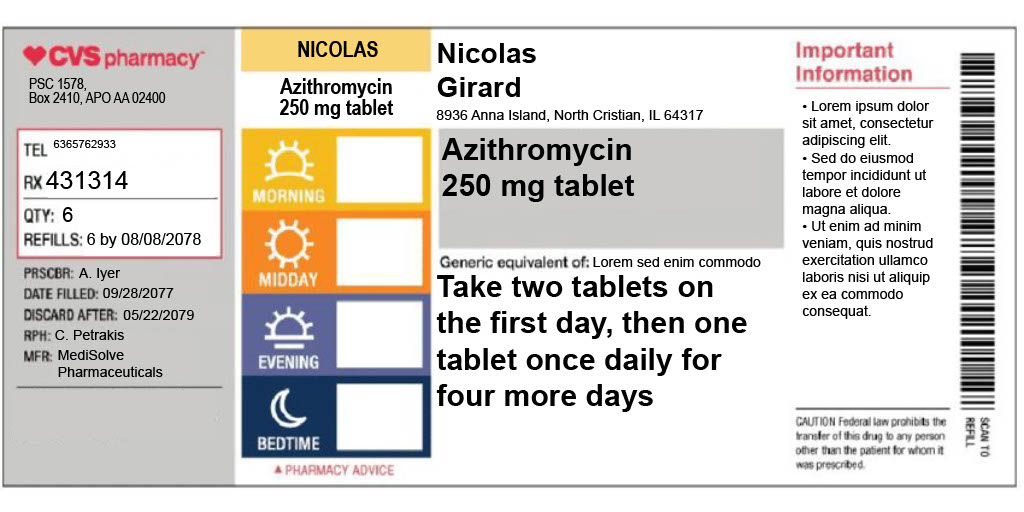 CVS pharmacy
PSC 1578,
Box 2410, APO AA 02400
TEL 6365762933
RX 431314
QTY: 6
REFILLS: 6 by 08/08/2078
PRSCBR: A. Iyer
DATE FILLED: 09/28/2077
DISCARD AFTER: 05/22/2079
RPH: C. Petrakis
MFR: MediSolve
Pharmaceuticals
NICOLAS
Azithromycin
250 mg tablet
MORNING
MIDDAY
EVENING
BEDTIME
▲ PHARMACY ADVICE
Nicolas
Girard
8936 Anna Island, North Cristian, IL 64317
Azithromycin
250 mg tablet
Generic equivalent of: Lorem sed enim commodo
Take two tablets on
the first day, then one
tablet once daily for
four more days
Important
Information
• Lorem ipsum dolor
sit amet, consectetur
adipiscing elit.
• Sed do eiusmod
tempor incididunt ut
labore et dolore
magna aliqua.
• Ut enim ad minim
veniam, quis nostrud
exercitation ullamco
laboris nisi ut aliquip
ex ea commodo
consequat.
CAUTION Federal law prohibits the
transfer of this drug to any person
other than the patient for whom it
was prescribed.
SCAN TO
REFILL